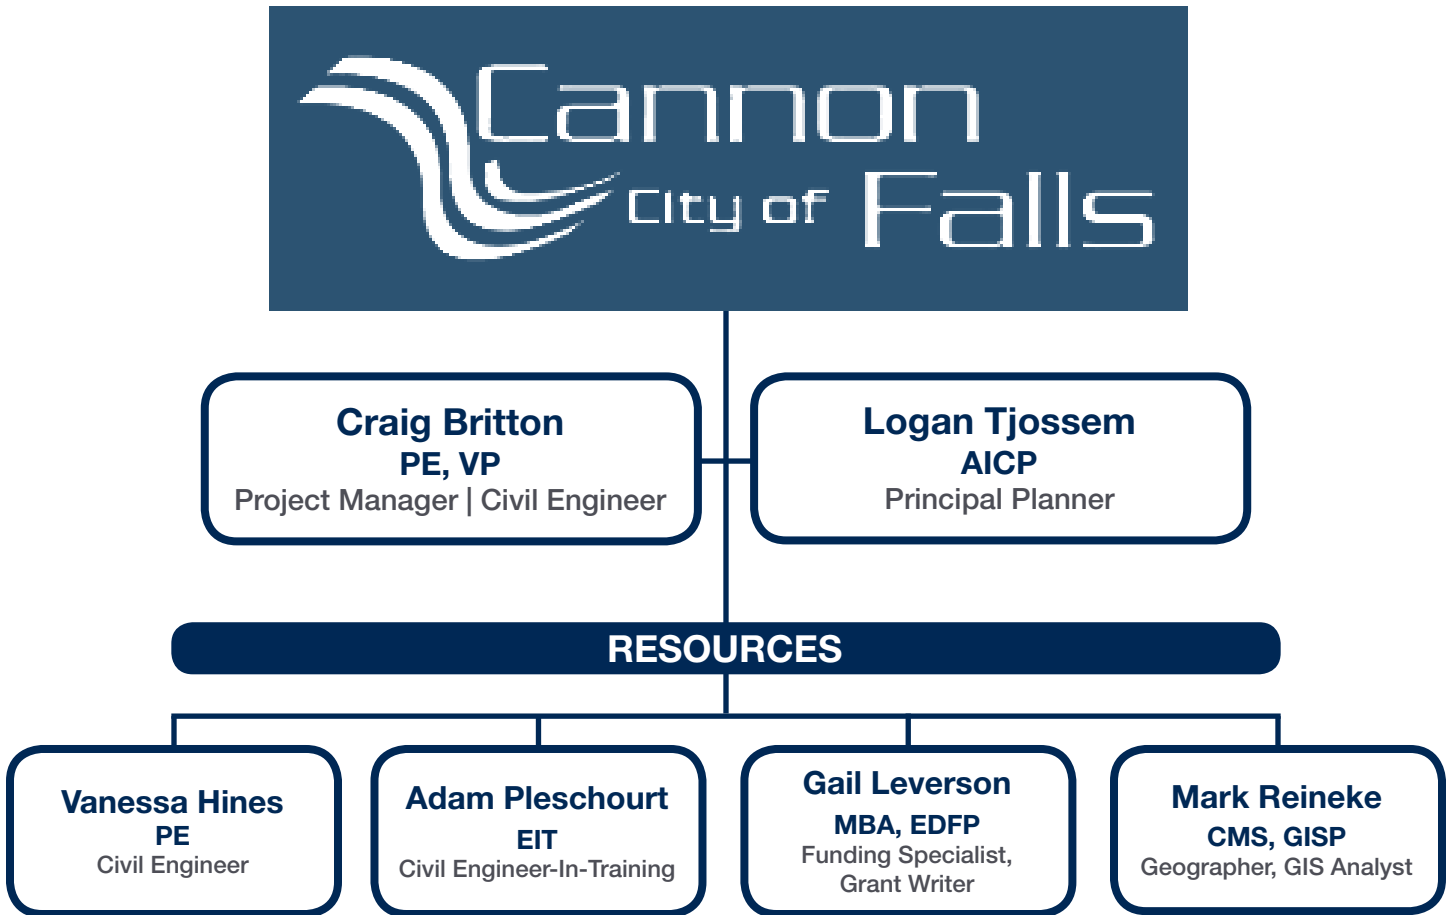 Cannon
City of Falls
Craig Britton
PE, VP
Project Manager | Civil Engineer
Logan Tjossem
AICP
Principal Planner
RESOURCES
Vanessa Hines
PE
Civil Engineer
Adam Pleschourt
EIT
Civil Engineer-In-Training
Gail Leverson
MBA, EDFP
Funding Specialist,
Grant Writer
Mark Reineke
CMS, GISP
Geographer, GIS Analyst